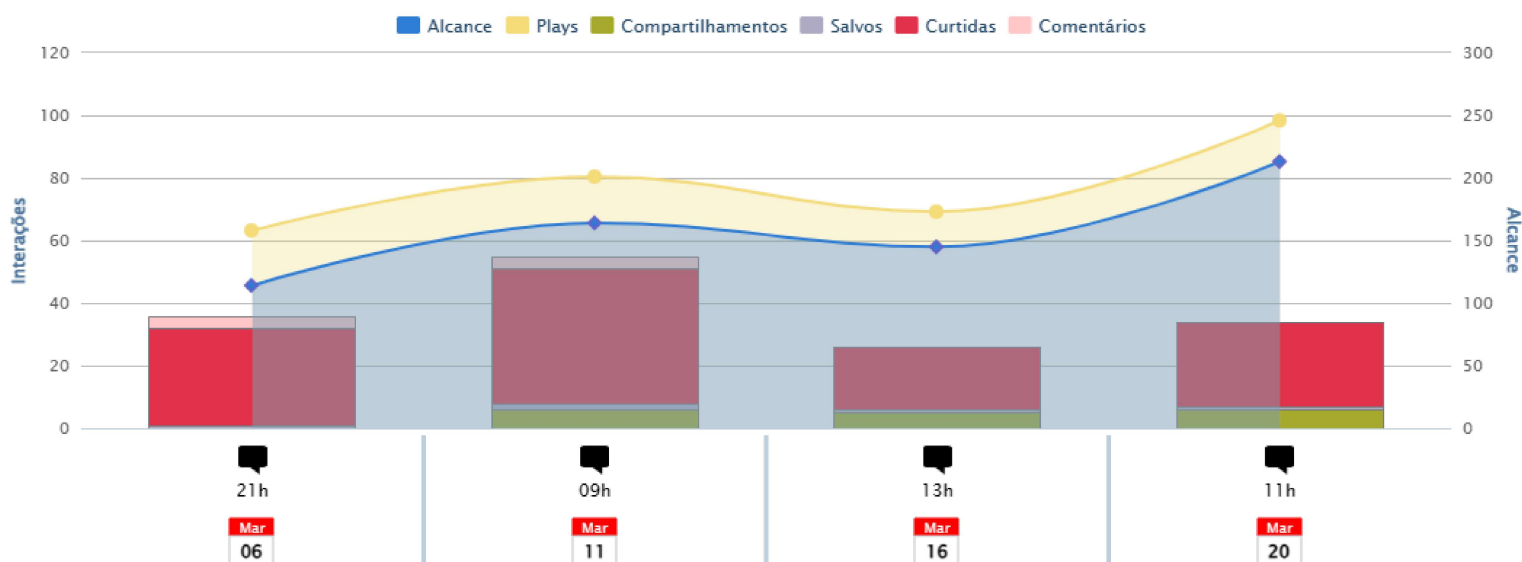 Alcance Plays Compartilhamentos Salvos Curtidas Comentários
120 300
100 250
80 200
60 150
40 100
20 50
0 0
Interações
Alcance
21h 09h 13h 11h
Mar Mar Mar Mar
06 11 16 20